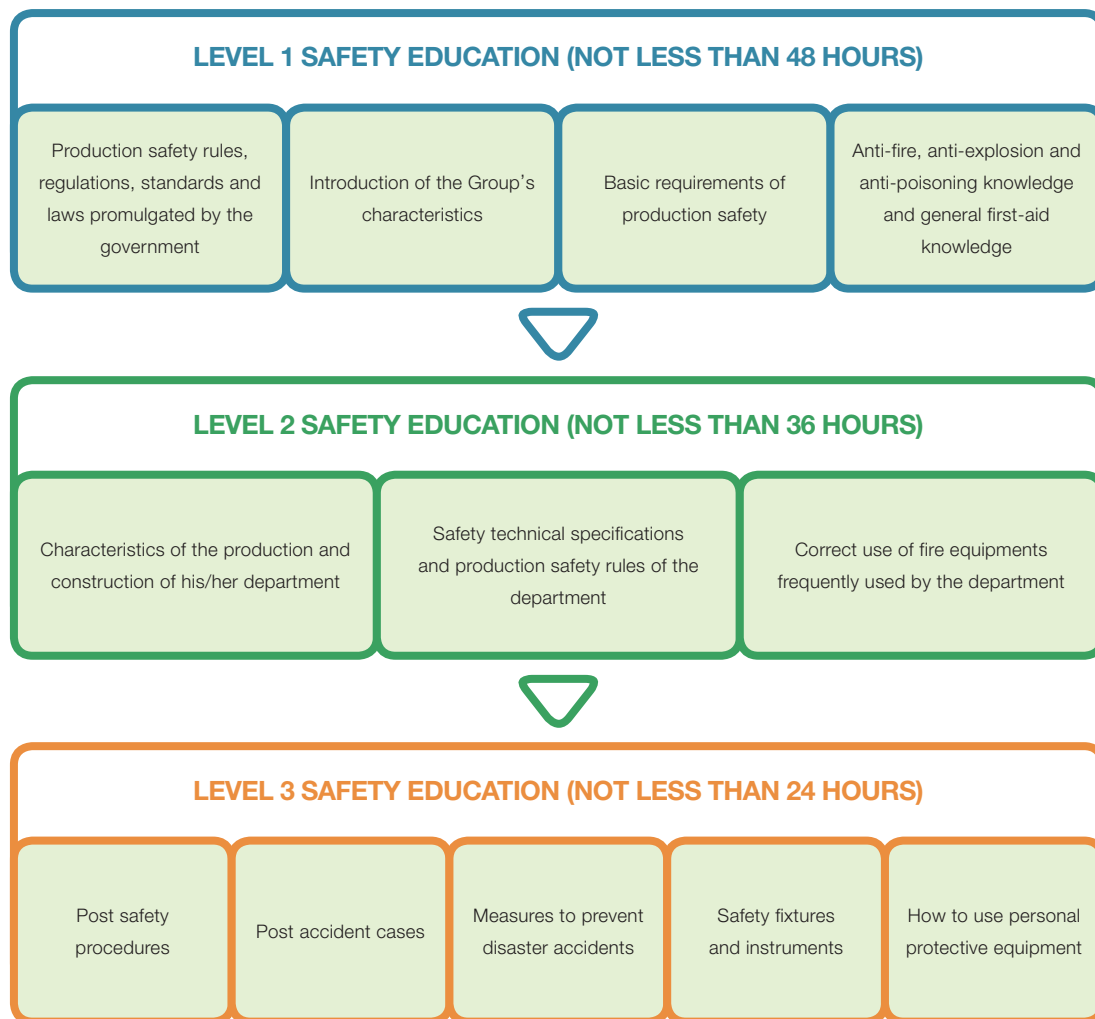 LEVEL 1 SAFETY EDUCATION (NOT LESS THAN 48 HOURS)
Production safety rules,
regulations, standards and
laws promulgated by the
government
Introduction of the Group's
characteristics
Basic requirements of
production safety
Anti-fire, anti-explosion and
anti-poisoning knowledge
and general first-aid
knowledge
LEVEL 2 SAFETY EDUCATION (NOT LESS THAN 36 HOURS)
Characteristics of the production and
construction of his/her department
Safety technical specifications
and production safety rules of the
department
Correct use of fire equipments
frequently used by the department
LEVEL 3 SAFETY EDUCATION (NOT LESS THAN 24 HOURS)
Post safety
procedures
Post accident cases
Measures to prevent
disaster accidents
Safety fixtures
and instruments
How to use personal
protective equipment